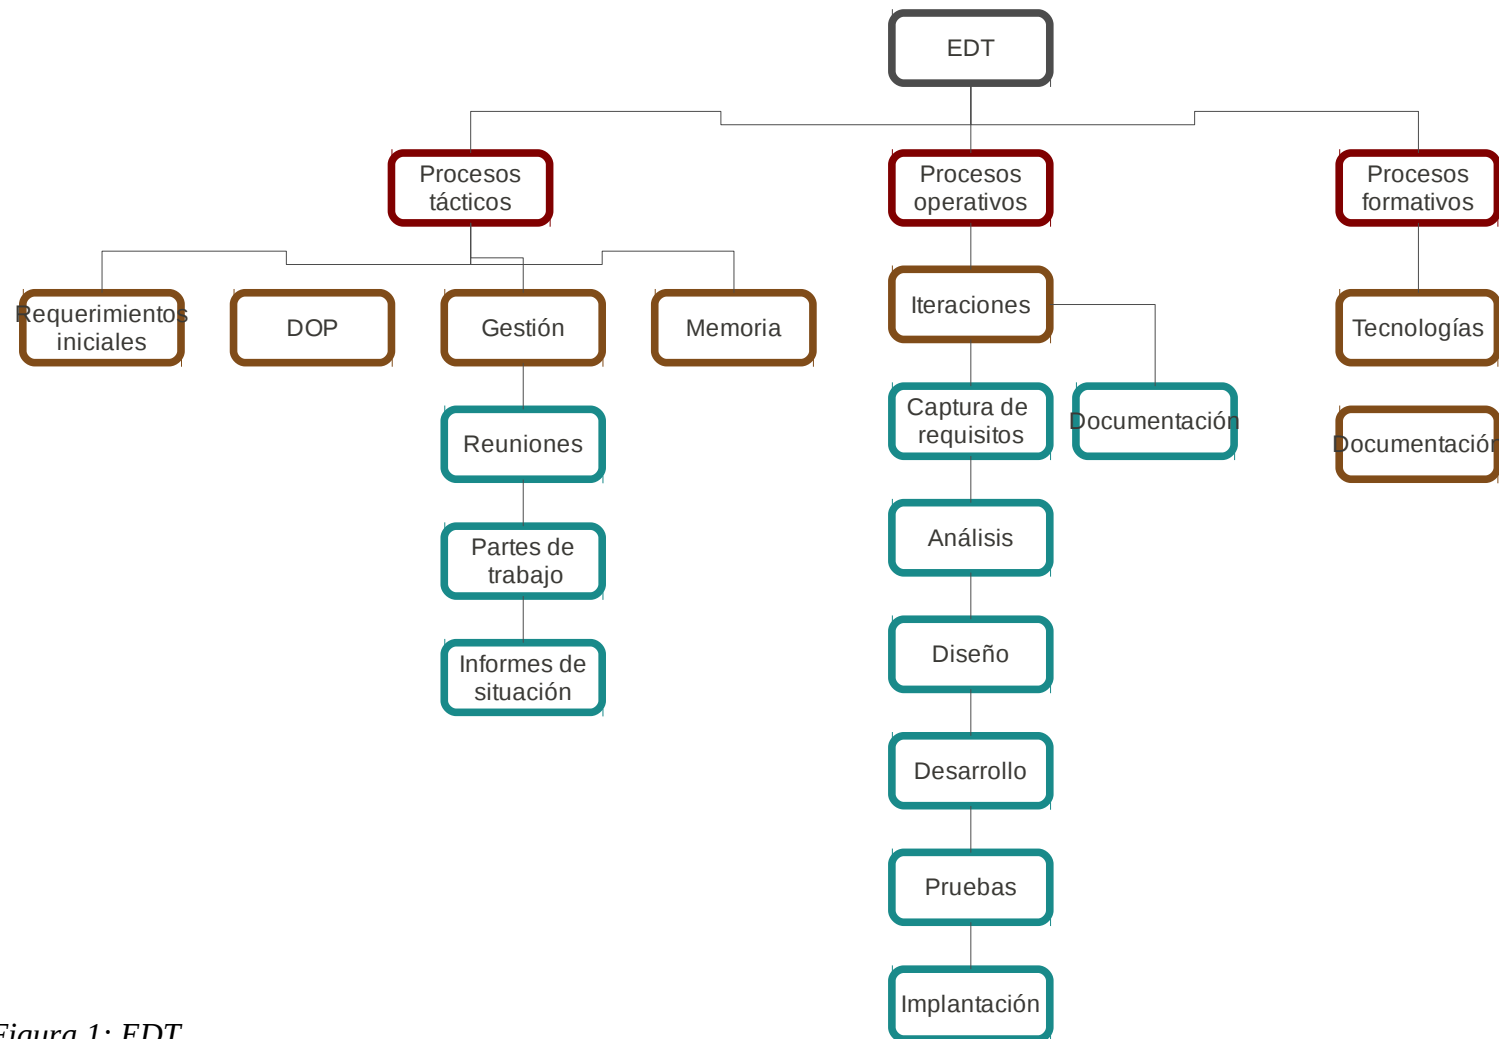 EDT
Procesos
tácticos
Procesos
operativos
Procesos
formativos
Requerimientos
iniciales
DOP
Gestión
Memoria
Iteraciones
Tecnologías
Captura de
requisitos
Documentación
Reuniones
Documentación
Análisis
Partes de
trabajo
Diseño
Informes de
situación
Desarrollo
Pruebas
Implantación
Figura 1: EDT